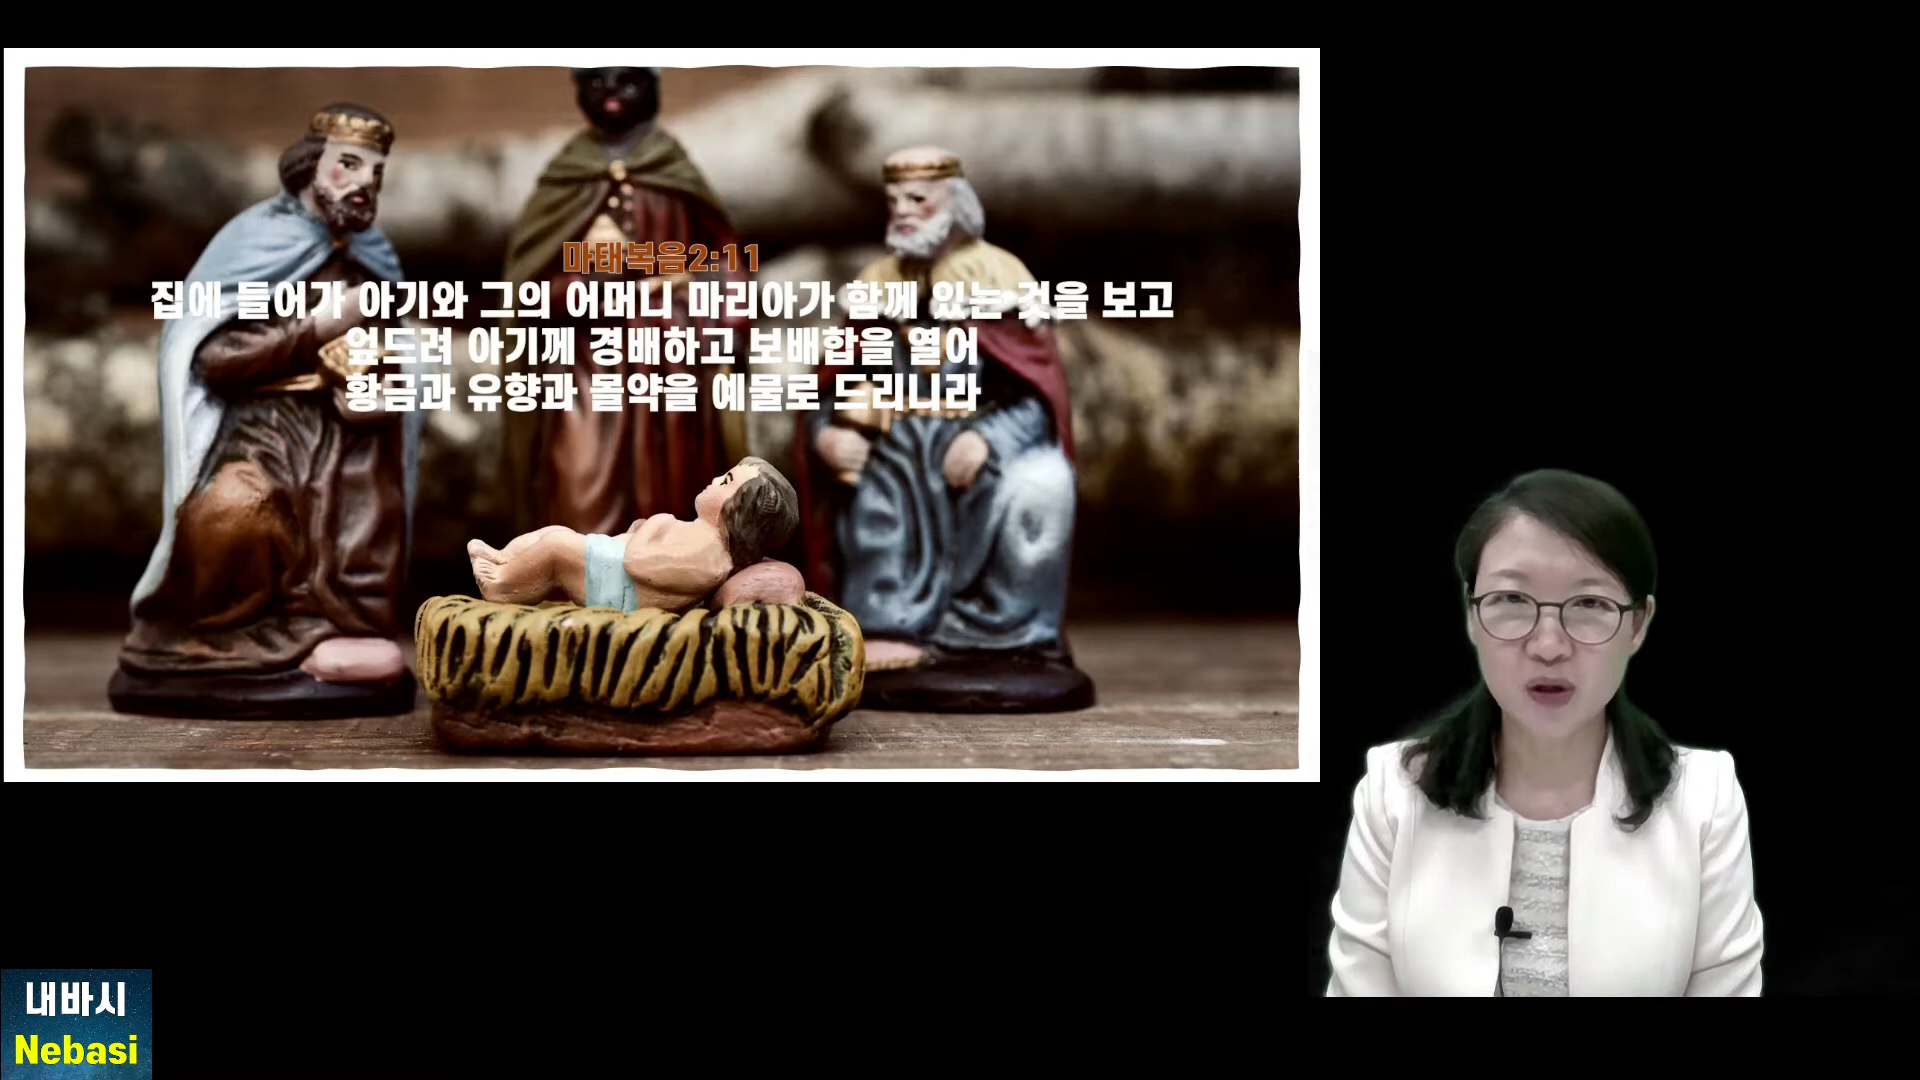 마태복음2:11
집에 들어가 아기와 그의 어머니 마리아가 함께 있는 것을 보고
엎드려 아기께 경배하고 보배합을 열어
황금과 유향과 몰약을 예물로 드리니라
내바시
Nebasi